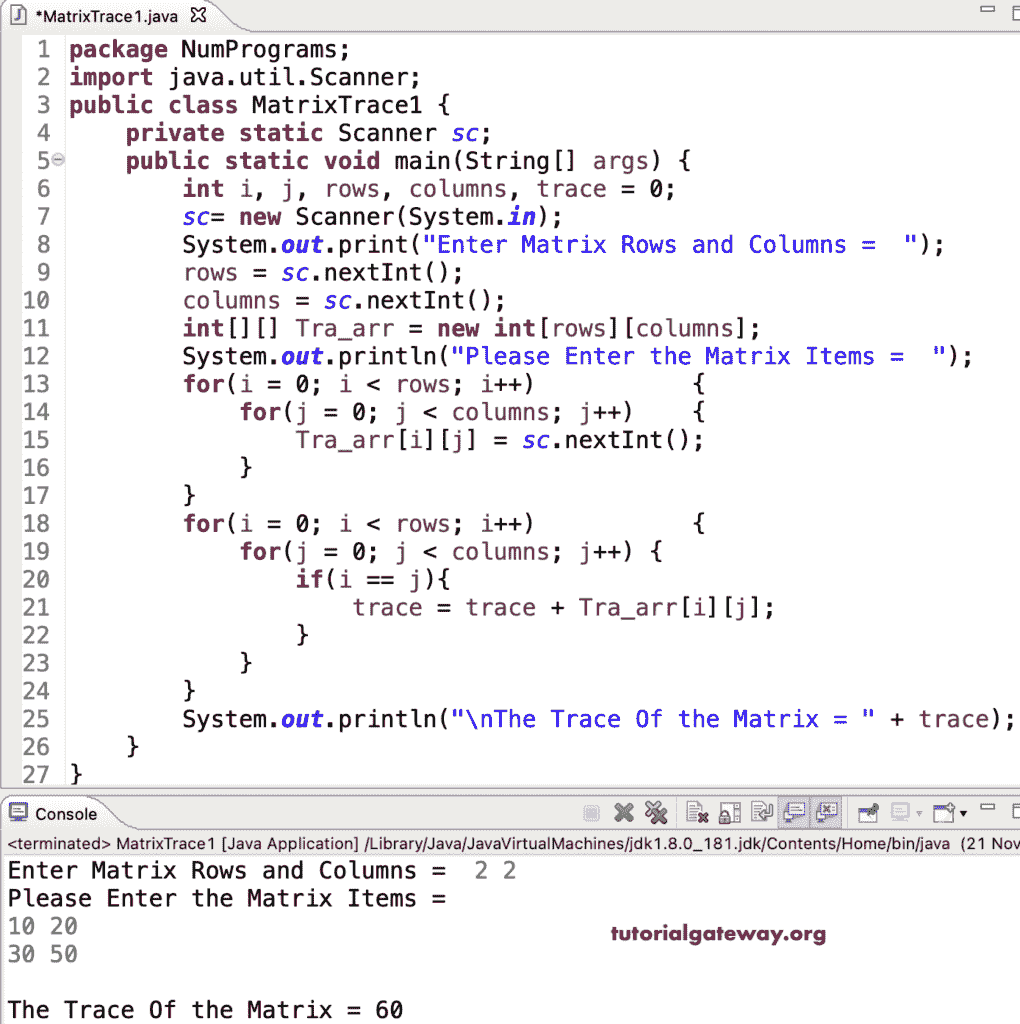 *MatrixTrace1.java
1 package NumPrograms;
2 import java.util.Scanner;
3 public class MatrixTrace1 {
4     private static Scanner sc;
5     public static void main(String[] args) {
6         int i, j, rows, columns, trace = 0;
7         sc= new Scanner(System.in);
8         System.out.print("Enter Matrix Rows and Columns =  ");
9         rows = sc.nextInt();
10         columns = sc.nextInt();
11         int[][] Tra_arr = new int[rows][columns];
12         System.out.println("Please Enter the Matrix Items =  ");
13         for(i = 0; i < rows; i++)           {
14             for(j = 0; j < columns; j++)    {
15                 Tra_arr[i][j] = sc.nextInt();
16             }
17         }
18         for(i = 0; i < rows; i++)           {
19             for(j = 0; j < columns; j++) {
20                 if(i == j){
21                     trace = trace + Tra_arr[i][j];
22                 }
23             }
24         }
25         System.out.println("\nThe Trace Of the Matrix = " + trace);
26     }
27 }
Console
<terminated> MatrixTrace1 [Java Application] /Library/Java/JavaVirtualMachines/jdk1.8.0_181.jdk/Contents/Home/bin/java  (21 Nov
Enter Matrix Rows and Columns =  2 2
Please Enter the Matrix Items =
10 20
tutorialgateway.org
30 50
The Trace Of the Matrix = 60